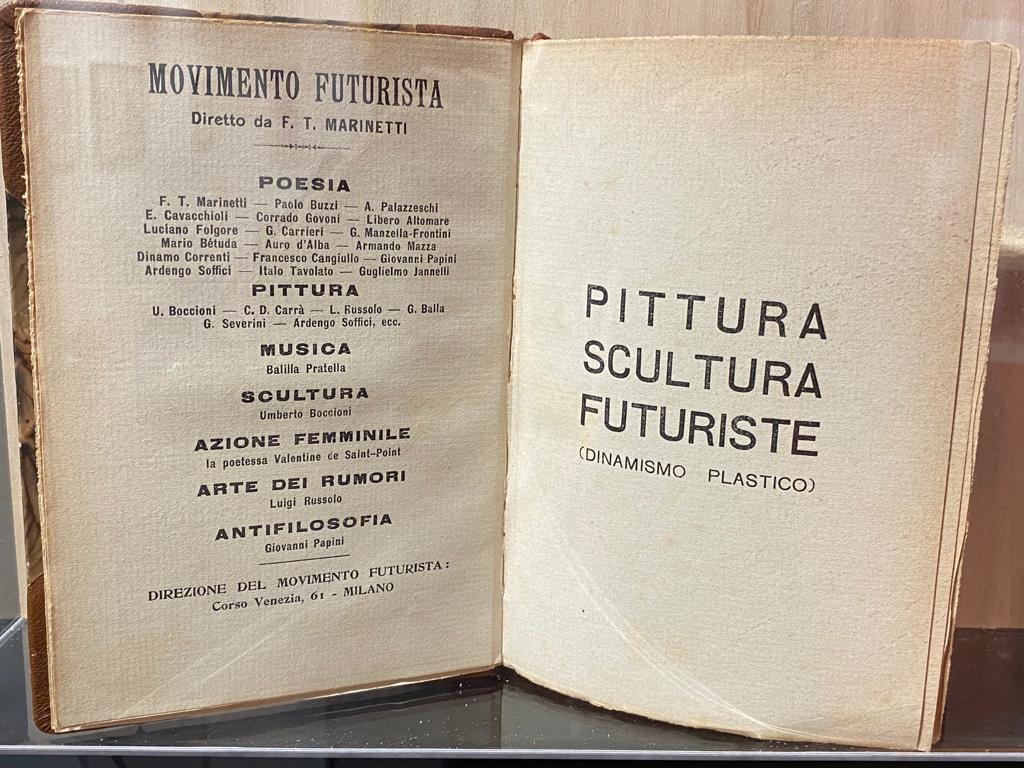 MOVIMENTO FUTURISTA
Diretto da F. T. MARINETTI
POESIA
F. T. Marinetti — Paolo Buzzi — A. Palazzeschi
E. Cavacchioli — Corrado Govoni — Libero Altomare
Luciano Folgore — G. Carrieri — G. Manzella-Frontini
Mario Bétuda — Auro d'Alba — Armando Mazza
Dinamo Correnti — Francesco Cangiullo — Giovanni Papini
Ardengo Soffici — Italo Tavolato — Guglielmo Jannelli
PITTURA
U. Boccioni — C. D. Carrà — L. Russolo — G. Balla
G. Severini — Ardengo Soffici, ecc.
MUSICA
Balilla Pratella
SCULTURA
Umberto Boccioni
AZIONE FEMMINILE
la poetessa Valentine de Saint-Point
ARTE DEI RUMORI
Luigi Russolo
ANTIFILOSOFIA
Giovanni Papini
DIREZIONE DEL MOVIMENTO FUTURISTA:
Corso Venezia, 61 - MILANO
PITTURA
SCULTURA
FUTURISTE
(DINAMISMO PLASTICO)